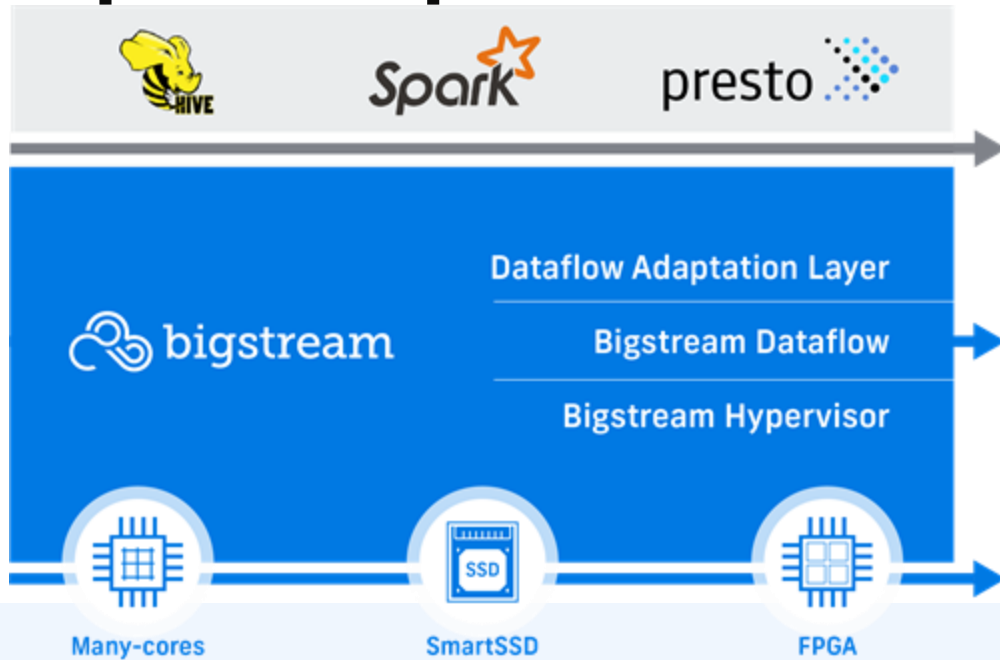 HIVE
Spark
presto
Dataflow Adaptation Layer
bigstream
Bigstream Dataflow
Bigstream Hypervisor
SSD
Many-cores
SmartSSD
FPGA